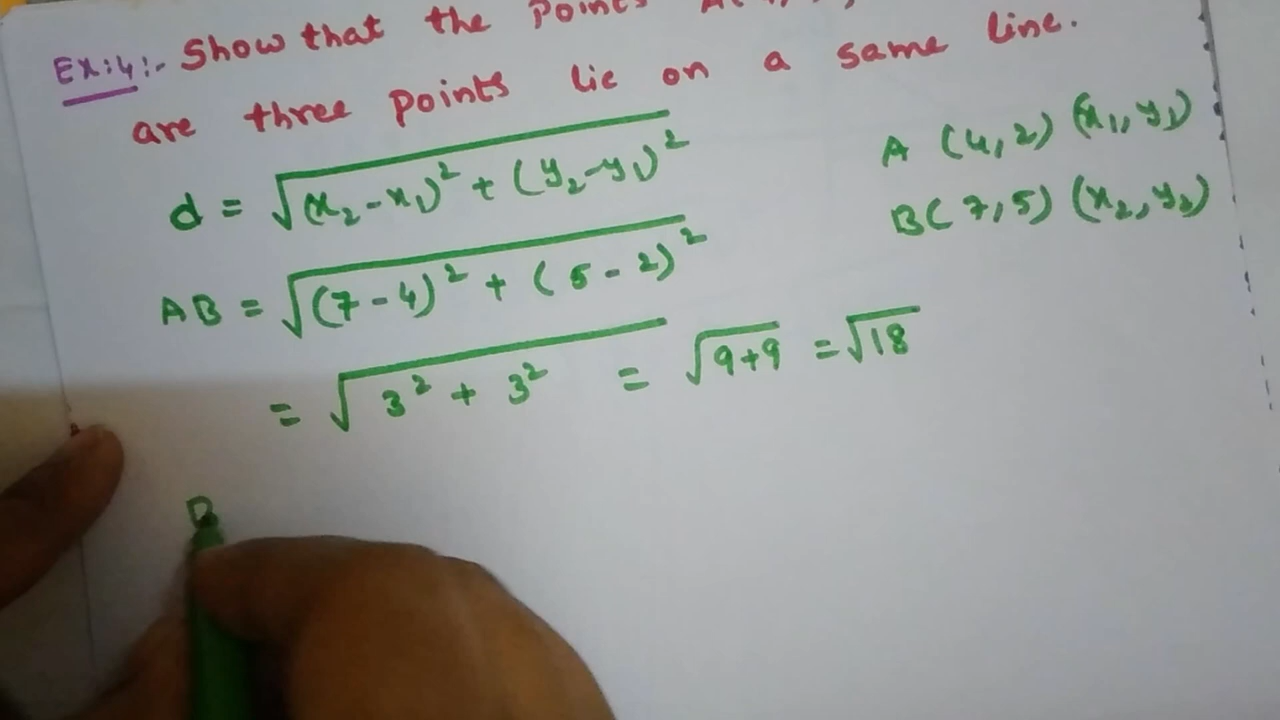 Ex:4:- Show that the points
are three points lie on a same line.
d = √(x₂-x₁)² + (y₂-y₁)²
A (4,2) (x₁, y₁)
AB = √(7-4)² + (5-2)²
B(7,5) (x₂, y₂)
= √3² + 3² = √9+9 = √18